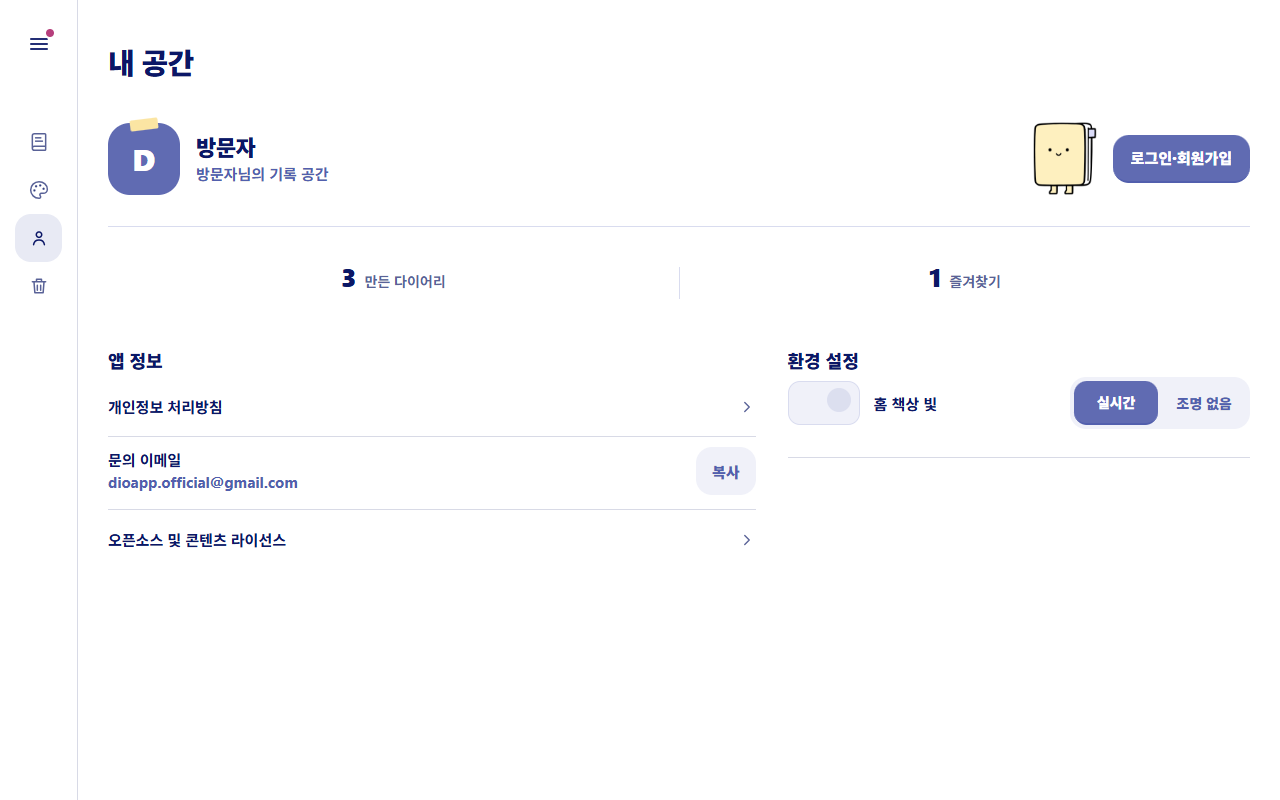 내 공간
D
방문자
방문자님의 기록 공간
로그인·회원가입
3 만든 다이어리
1 즐겨찾기
앱 정보
개인정보 처리방침
문의 이메일
dioapp.official@gmail.com
복사
오픈소스 및 콘텐츠 라이선스
환경 설정
홈 책상 빛
실시간
조명 없음